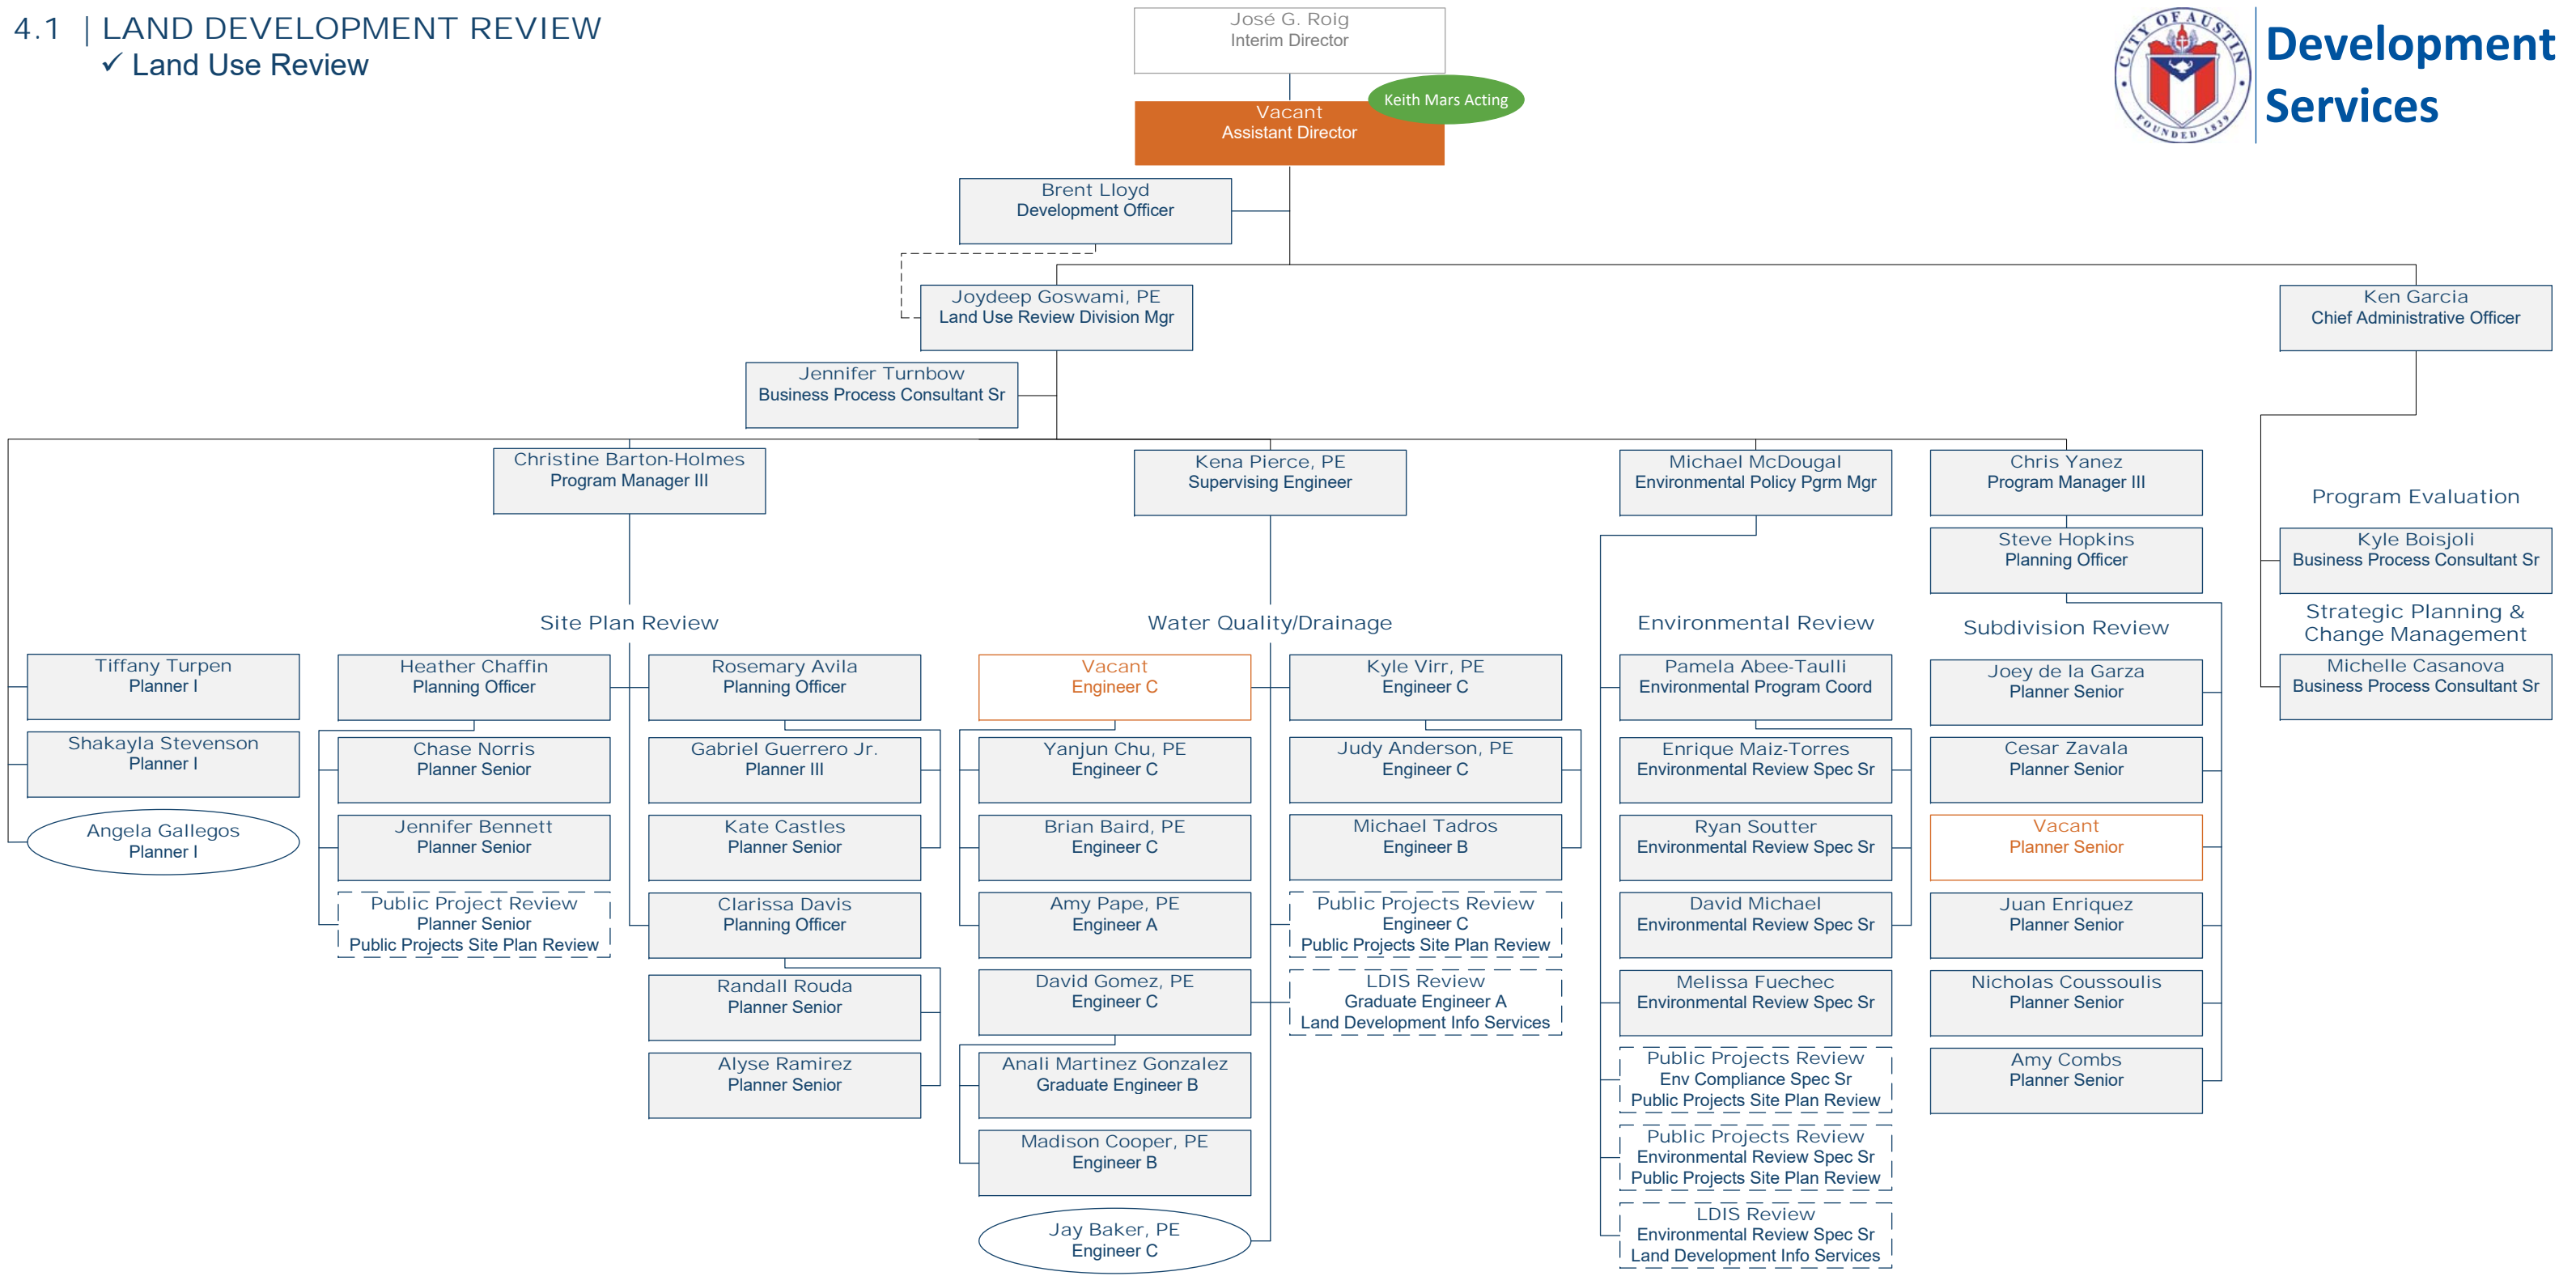 4.1 | LAND DEVELOPMENT REVIEW
✓ Land Use Review
José G. Roig
Interim Director
Keith Mars Acting
Vacant
Assistant Director
CITY OF AUSTIN
FOUNDED 1839
Development
Services
Brent Lloyd
Development Officer
Joydeep Goswami, PE
Land Use Review Division Mgr
Ken Garcia
Chief Administrative Officer
Jennifer Turnbow
Business Process Consultant Sr
Christine Barton-Holmes
Program Manager III
Kena Pierce, PE
Supervising Engineer
Michael McDougal
Environmental Policy Pgrm Mgr
Chris Yanez
Program Manager III
Steve Hopkins
Planning Officer
Program Evaluation
Kyle Boisjoli
Business Process Consultant Sr
Strategic Planning &
Change Management
Michelle Casanova
Business Process Consultant Sr
Tiffany Turpen
Planner I
Shakayla Stevenson
Planner I
Angela Gallegos
Planner I
Site Plan Review
Heather Chaffin
Planning Officer
Chase Norris
Planner Senior
Jennifer Bennett
Planner Senior
Public Project Review
Planner Senior
Public Projects Site Plan Review
Rosemary Avila
Planning Officer
Gabriel Guerrero Jr.
Planner III
Kate Castles
Planner Senior
Clarissa Davis
Planning Officer
Randall Rouda
Planner Senior
Alyse Ramirez
Planner Senior
Water Quality/Drainage
Vacant
Engineer C
Yanjun Chu, PE
Engineer C
Brian Baird, PE
Engineer C
Amy Pape, PE
Engineer A
David Gomez, PE
Engineer C
Anali Martinez Gonzalez
Graduate Engineer B
Madison Cooper, PE
Engineer B
Jay Baker, PE
Engineer C
Kyle Virr, PE
Engineer C
Judy Anderson, PE
Engineer C
Michael Tadros
Engineer B
Public Projects Review
Engineer C
Public Projects Site Plan Review
LDIS Review
Graduate Engineer A
Land Development Info Services
Environmental Review
Pamela Abee-Taulli
Environmental Program Coord
Enrique Maiz-Torres
Environmental Review Spec Sr
Ryan Soutter
Environmental Review Spec Sr
David Michael
Environmental Review Spec Sr
Melissa Fuechec
Environmental Review Spec Sr
Public Projects Review
Env Compliance Spec Sr
Public Projects Site Plan Review
Public Projects Review
Environmental Review Spec Sr
Public Projects Site Plan Review
LDIS Review
Environmental Review Spec Sr
Land Development Info Services
Subdivision Review
Joey de la Garza
Planner Senior
Cesar Zavala
Planner Senior
Vacant
Planner Senior
Juan Enriquez
Planner Senior
Nicholas Coussoulis
Planner Senior
Amy Combs
Planner Senior